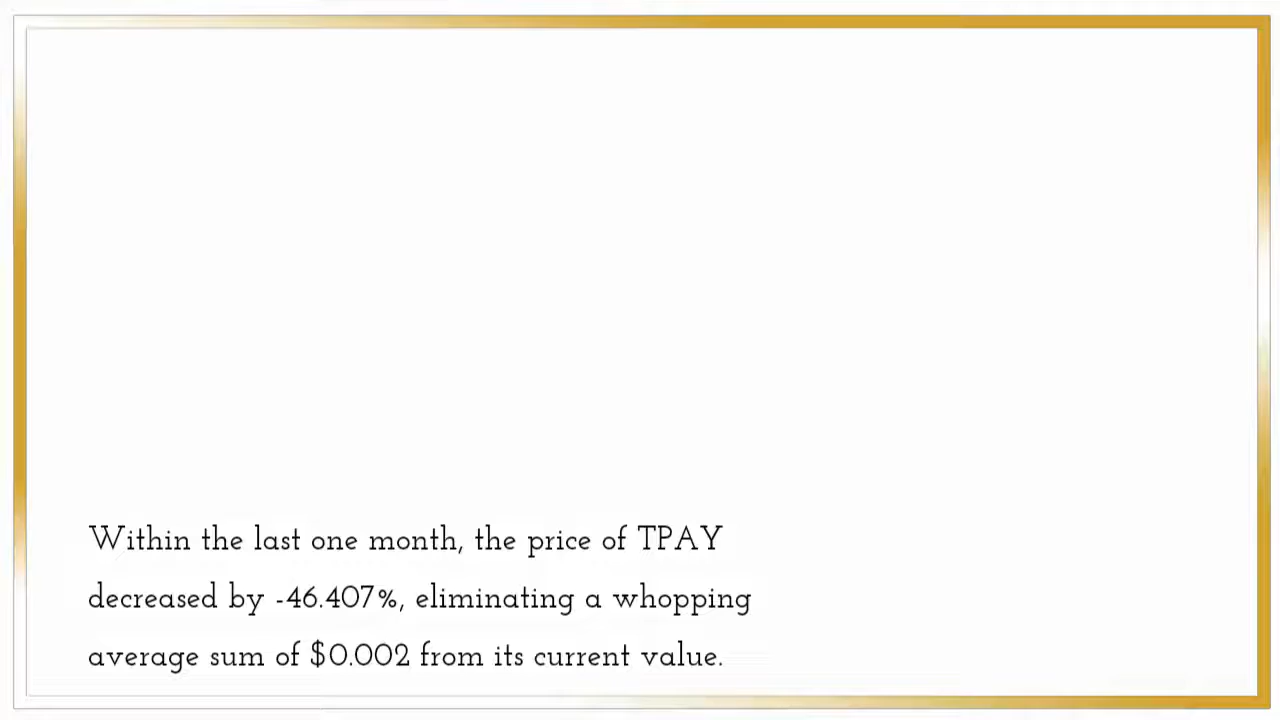 Within the last one month, the price of TPAY
decreased by -46.407%, eliminating a whopping
average sum of $0.002 from its current value.